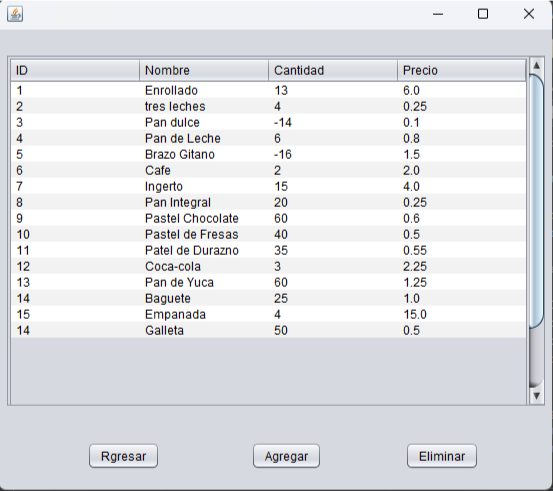 ID Nombre Cantidad Precio
1 Enrollado 13 6.0
2 tres leches 4 0.25
3 Pan dulce -14 0.1
4 Pan de Leche 6 0.8
5 Brazo Gitano -16 1.5
6 Cafe 2 2.0
7 Ingerto 15 4.0
8 Pan Integral 20 0.25
9 Pastel Chocolate 60 0.6
10 Pastel de Fresas 40 0.5
11 Patel de Durazno 35 0.55
12 Coca-cola 3 2.25
13 Pan de Yuca 60 1.25
14 Baguete 25 1.0
15 Empanada 4 15.0
14 Galleta 50 0.5
Rgresar Agregar Eliminar